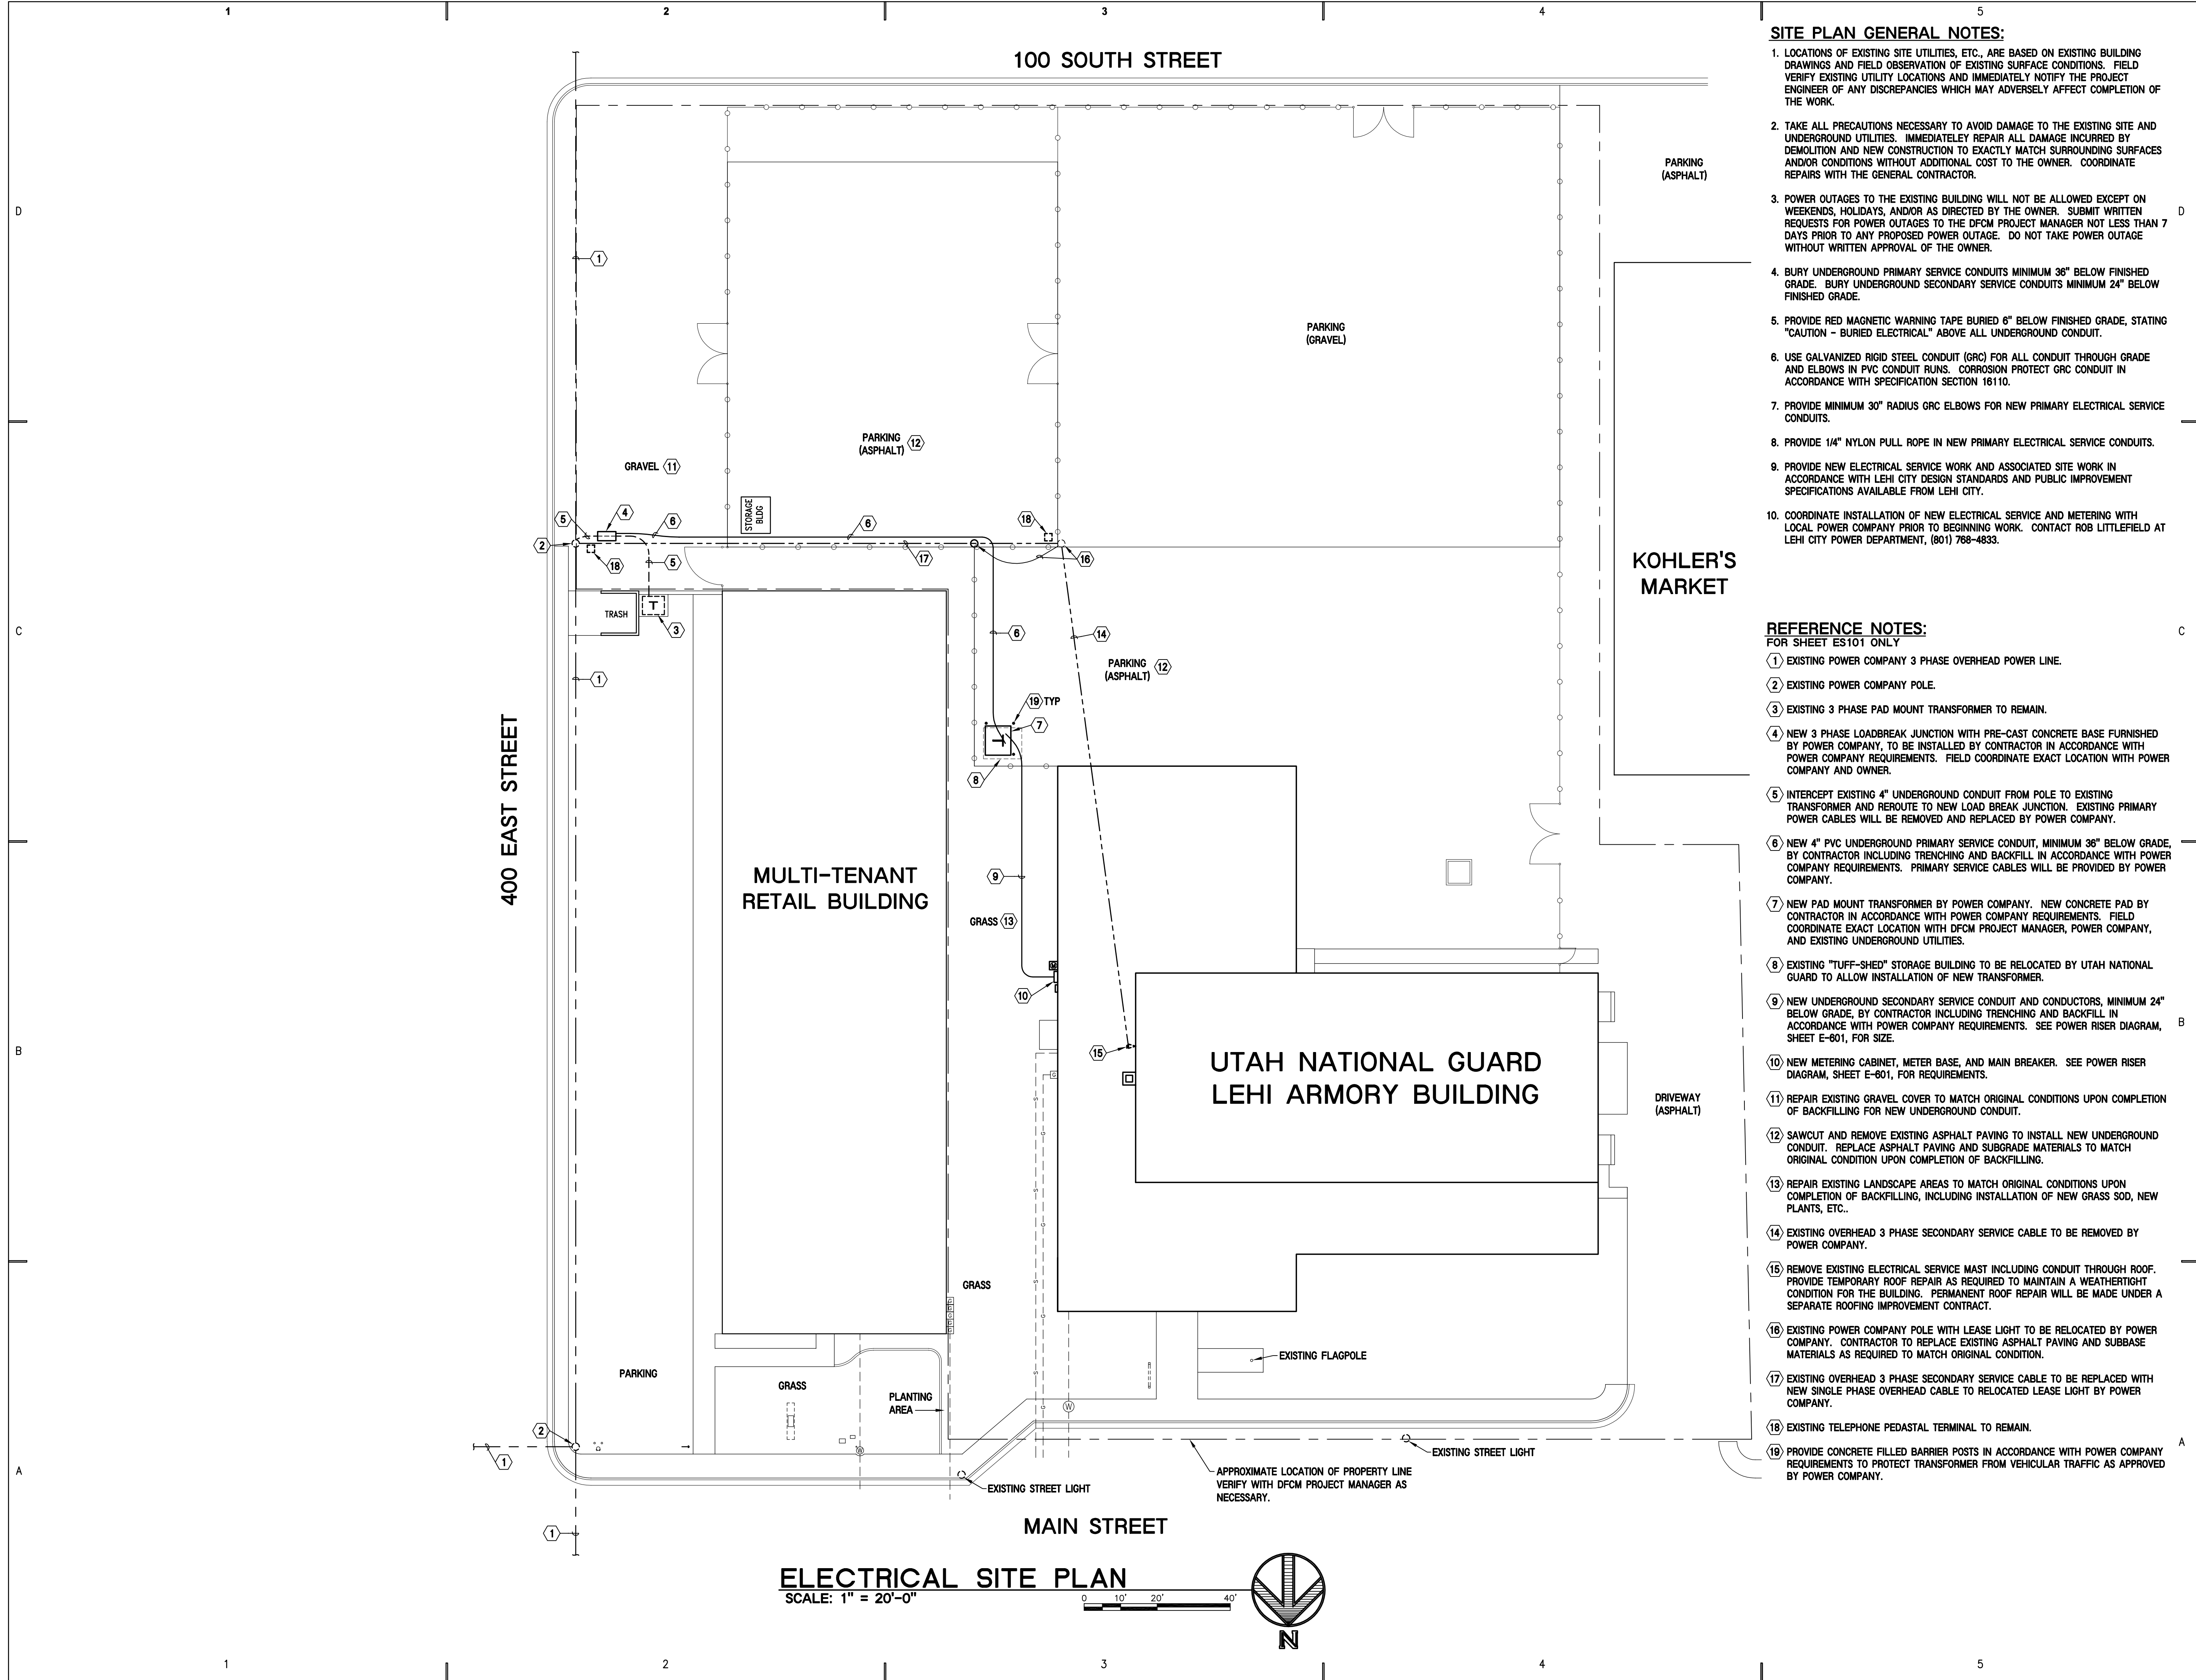 1 2 3 4 5
100 SOUTH STREET
SITE PLAN GENERAL NOTES:
1. LOCATIONS OF EXISTING SITE UTILITIES, ETC., ARE BASED ON EXISTING BUILDING
DRAWINGS AND FIELD OBSERVATION OF EXISTING SURFACE CONDITIONS. FIELD
VERIFY EXISTING UTILITY LOCATIONS AND IMMEDIATELY NOTIFY THE PROJECT
ENGINEER OF ANY DISCREPANCIES WHICH MAY ADVERSELY AFFECT COMPLETION OF
THE WORK.
2. TAKE ALL PRECAUTIONS NECESSARY TO AVOID DAMAGE TO THE EXISTING SITE AND
UNDERGROUND UTILITIES. IMMEDIATELEY REPAIR ALL DAMAGE INCURRED BY
DEMOLITION AND NEW CONSTRUCTION TO EXACTLY MATCH SURROUNDING SURFACES
AND/OR CONDITIONS WITHOUT ADDITIONAL COST TO THE OWNER. COORDINATE
REPAIRS WITH THE GENERAL CONTRACTOR.
3. POWER OUTAGES TO THE EXISTING BUILDING WILL NOT BE ALLOWED EXCEPT ON
WEEKENDS, HOLIDAYS, AND/OR AS DIRECTED BY THE OWNER. SUBMIT WRITTEN
REQUESTS FOR POWER OUTAGES TO THE DFCM PROJECT MANAGER NOT LESS THAN 7
DAYS PRIOR TO ANY PROPOSED POWER OUTAGE. DO NOT TAKE POWER OUTAGE
WITHOUT WRITTEN APPROVAL OF THE OWNER.
4. BURY UNDERGROUND PRIMARY SERVICE CONDUITS MINIMUM 36" BELOW FINISHED
GRADE. BURY UNDERGROUND SECONDARY SERVICE CONDUITS MINIMUM 24" BELOW
FINISHED GRADE.
5. PROVIDE RED MAGNETIC WARNING TAPE BURIED 6" BELOW FINISHED GRADE, STATING
"CAUTION - BURIED ELECTRICAL" ABOVE ALL UNDERGROUND CONDUIT.
6. USE GALVANIZED RIGID STEEL CONDUIT (GRC) FOR ALL CONDUIT THROUGH GRADE
AND ELBOWS IN PVC CONDUIT RUNS. CORROSION PROTECT GRC CONDUIT IN
ACCORDANCE WITH SPECIFICATION SECTION 16110.
7. PROVIDE MINIMUM 30" RADIUS GRC ELBOWS FOR NEW PRIMARY ELECTRICAL SERVICE
CONDUITS.
8. PROVIDE 1/4" NYLON PULL ROPE IN NEW PRIMARY ELECTRICAL SERVICE CONDUITS.
9. PROVIDE NEW ELECTRICAL SERVICE WORK AND ASSOCIATED SITE WORK IN
ACCORDANCE WITH LEHI CITY DESIGN STANDARDS AND PUBLIC IMPROVEMENT
SPECIFICATIONS AVAILABLE FROM LEHI CITY.
10. COORDINATE INSTALLATION OF NEW ELECTRICAL SERVICE AND METERING WITH
LOCAL POWER COMPANY PRIOR TO BEGINNING WORK. CONTACT ROB LITTLEFIELD AT
LEHI CITY POWER DEPARTMENT, (801) 768-4833.
REFERENCE NOTES:
FOR SHEET ES101 ONLY
1 EXISTING POWER COMPANY 3 PHASE OVERHEAD POWER LINE.
2 EXISTING POWER COMPANY POLE.
3 EXISTING 3 PHASE PAD MOUNT TRANSFORMER TO REMAIN.
4 NEW 3 PHASE LOADBREAK JUNCTION WITH PRE-CAST CONCRETE BASE FURNISHED
BY POWER COMPANY, TO BE INSTALLED BY CONTRACTOR IN ACCORDANCE WITH
POWER COMPANY REQUIREMENTS. FIELD COORDINATE EXACT LOCATION WITH POWER
COMPANY AND OWNER.
5 INTERCEPT EXISTING 4" UNDERGROUND CONDUIT FROM POLE TO EXISTING
TRANSFORMER AND REROUTE TO NEW LOAD BREAK JUNCTION. EXISTING PRIMARY
POWER CABLES WILL BE REMOVED AND REPLACED BY POWER COMPANY.
6 NEW 4" PVC UNDERGROUND PRIMARY SERVICE CONDUIT, MINIMUM 36" BELOW GRADE,
BY CONTRACTOR INCLUDING TRENCHING AND BACKFILL IN ACCORDANCE WITH POWER
COMPANY REQUIREMENTS. PRIMARY SERVICE CABLES WILL BE PROVIDED BY POWER
COMPANY.
7 NEW PAD MOUNT TRANSFORMER BY POWER COMPANY. NEW CONCRETE PAD BY
CONTRACTOR IN ACCORDANCE WITH POWER COMPANY REQUIREMENTS. FIELD
COORDINATE EXACT LOCATION WITH DFCM PROJECT MANAGER, POWER COMPANY,
AND EXISTING UNDERGROUND UTILITIES.
8 EXISTING "TUFF-SHED" STORAGE BUILDING TO BE RELOCATED BY UTAH NATIONAL
GUARD TO ALLOW INSTALLATION OF NEW TRANSFORMER.
9 NEW UNDERGROUND SECONDARY SERVICE CONDUIT AND CONDUCTORS, MINIMUM 24"
BELOW GRADE, BY CONTRACTOR INCLUDING TRENCHING AND BACKFILL IN
ACCORDANCE WITH POWER COMPANY REQUIREMENTS. SEE POWER RISER DIAGRAM,
SHEET E-601, FOR SIZE.
10 NEW METERING CABINET, METER BASE, AND MAIN BREAKER. SEE POWER RISER
DIAGRAM, SHEET E-601, FOR REQUIREMENTS.
11 REPAIR EXISTING GRAVEL COVER TO MATCH ORIGINAL CONDITIONS UPON COMPLETION
OF BACKFILLING FOR NEW UNDERGROUND CONDUIT.
12 SAWCUT AND REMOVE EXISTING ASPHALT PAVING TO INSTALL NEW UNDERGROUND
CONDUIT. REPLACE ASPHALT PAVING AND SUBGRADE MATERIALS TO MATCH
ORIGINAL CONDITION UPON COMPLETION OF BACKFILLING.
13 REPAIR EXISTING LANDSCAPE AREAS TO MATCH ORIGINAL CONDITIONS UPON
COMPLETION OF BACKFILLING, INCLUDING INSTALLATION OF NEW GRASS SOD, NEW
PLANTS, ETC..
14 EXISTING OVERHEAD 3 PHASE SECONDARY SERVICE CABLE TO BE REMOVED BY
POWER COMPANY.
15 REMOVE EXISTING ELECTRICAL SERVICE MAST INCLUDING CONDUIT THROUGH ROOF.
PROVIDE TEMPORARY ROOF REPAIR AS REQUIRED TO MAINTAIN A WEATHERTIGHT
CONDITION FOR THE BUILDING. PERMANENT ROOF REPAIR WILL BE MADE UNDER A
SEPARATE ROOFING IMPROVEMENT CONTRACT.
16 EXISTING POWER COMPANY POLE WITH LEASE LIGHT TO BE RELOCATED BY POWER
COMPANY. CONTRACTOR TO REPLACE EXISTING ASPHALT PAVING AND SUBBASE
MATERIALS AS REQUIRED TO MATCH ORIGINAL CONDITION.
17 EXISTING OVERHEAD 3 PHASE SECONDARY SERVICE CABLE TO BE REPLACED WITH
NEW SINGLE PHASE OVERHEAD CABLE TO RELOCATED LEASE LIGHT BY POWER
COMPANY.
18 EXISTING TELEPHONE PEDASTAL TERMINAL TO REMAIN.
19 PROVIDE CONCRETE FILLED BARRIER POSTS IN ACCORDANCE WITH POWER COMPANY
REQUIREMENTS TO PROTECT TRANSFORMER FROM VEHICULAR TRAFFIC AS APPROVED
BY POWER COMPANY.
PARKING
(ASPHALT)
D
D
1
PARKING
(GRAVEL)
PARKING
(ASPHALT) 12
GRAVEL 11
STORAGE
BLDG
5
4
6
6
18
2
18
5
17
16
KOHLER'S
MARKET
TRASH
T
3
6
14
C
C
1
PARKING
(ASPHALT) 12
19 TYP
7
T
8
400 EAST STREET
MULTI-TENANT
RETAIL BUILDING
9
GRASS 13
10
15
B
B
UTAH NATIONAL GUARD
LEHI ARMORY BUILDING
DRIVEWAY
(ASPHALT)
GRASS
EXISTING FLAGPOLE
PARKING
GRASS
PLANTING
AREA
W
W
2
1
A
A
EXISTING STREET LIGHT
EXISTING STREET LIGHT
APPROXIMATE LOCATION OF PROPERTY LINE
VERIFY WITH DFCM PROJECT MANAGER AS
NECESSARY.
MAIN STREET
1
ELECTRICAL SITE PLAN
SCALE: 1" = 20'-0"
0 10' 20' 40'
N
1 2 3 4 5